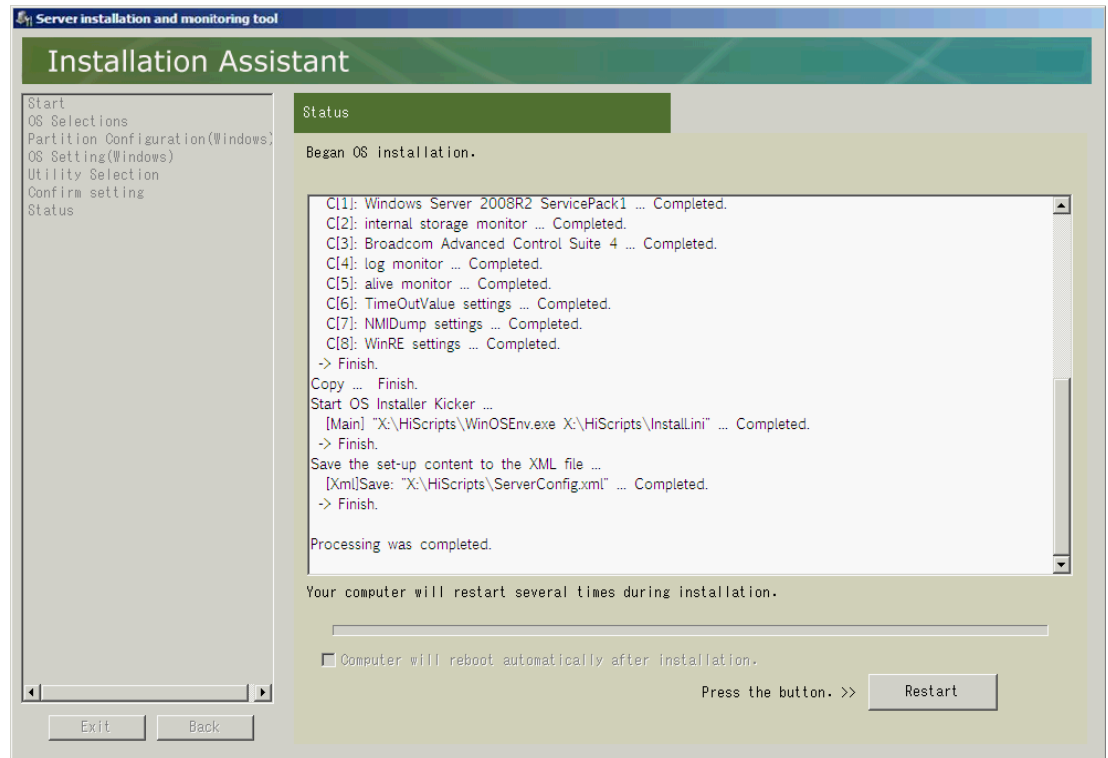 Server installation and monitoring tool
Installation Assistant
Start
OS Selections
Partition Configuration(Windows)
OS Setting(Windows)
Utility Selection
Confirm setting
Status
Status
Began OS installation.
C[1]: Windows Server 2008R2 ServicePack1 ... Completed.
C[2]: internal storage monitor ... Completed.
C[3]: Broadcom Advanced Control Suite 4 ... Completed.
C[4]: log monitor ... Completed.
C[5]: alive monitor ... Completed.
C[6]: TimeOutValue settings ... Completed.
C[7]: NMIDump settings ... Completed.
C[8]: WinRE settings ... Completed.
-> Finish.
Copy ... Finish.
Start OS Installer Kicker ...
[Main] "X:\HiScripts\WinOSEnv.exe X:\HiScripts\Install.ini" ... Completed.
-> Finish.
Save the set-up content to the XML file ...
[Xml]Save: "X:\HiScripts\ServerConfig.xml" ... Completed.
-> Finish.
Processing was completed.
Your computer will restart several times during installation.
Computer will reboot automatically after installation.
Press the button. >>
Restart
Exit
Back